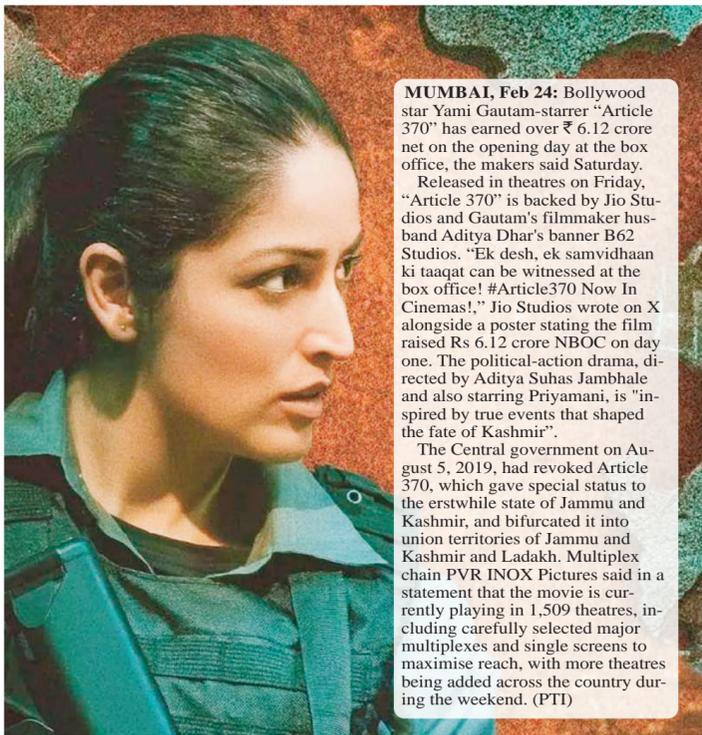 MUMBAI, Feb 24: Bollywood
star Yami Gautam-starrer “Article
370” has earned over ₹ 6.12 crore
net on the opening day at the box
office, the makers said Saturday.
Released in theatres on Friday,
“Article 370” is backed by Jio Stu-
dios and Gautam's filmmaker hus-
band Aditya Dhar's banner B62
Studios. “Ek desh, ek samvidhaan
ki taaqat can be witnessed at the
box office! #Article370 Now In
Cinemas!,” Jio Studios wrote on X
alongside a poster stating the film
raised Rs 6.12 crore NBOC on day
one. The political-action drama, di-
rected by Aditya Suhas Jambhale
and also starring Priyamani, is "in-
spired by true events that shaped
the fate of Kashmir”.
The Central government on Au-
gust 5, 2019, had revoked Article
370, which gave special status to
the erstwhile state of Jammu and
Kashmir, and bifurcated it into
union territories of Jammu and
Kashmir and Ladakh. Multiplex
chain PVR INOX Pictures said in a
statement that the movie is cur-
rently playing in 1,509 theatres, in-
cluding carefully selected major
multiplexes and single screens to
maximise reach, with more theatres
being added across the country dur-
ing the weekend. (PTI)